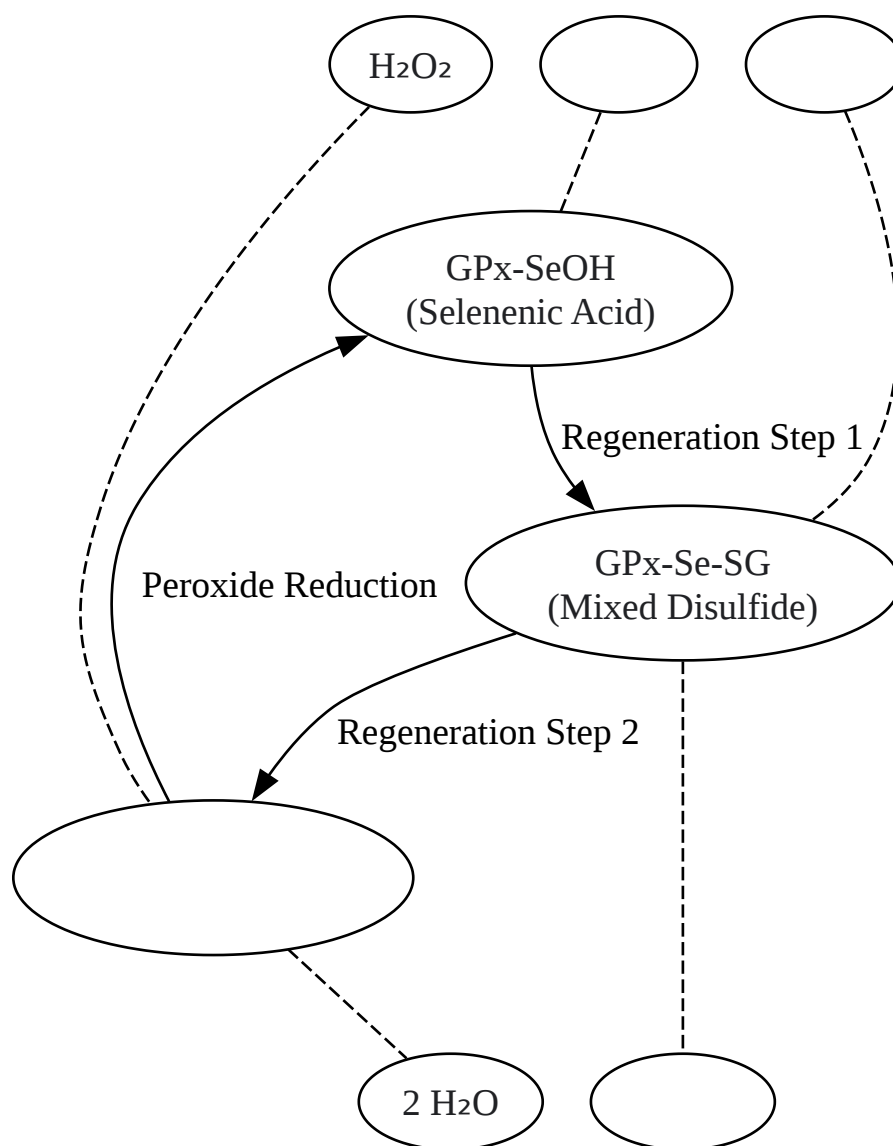 H₂O₂
GPx-SeOH
(Selenenic Acid)
Regeneration Step 1
GPx-Se-SG
(Mixed Disulfide)
Peroxide Reduction
Regeneration Step 2
2 H₂O